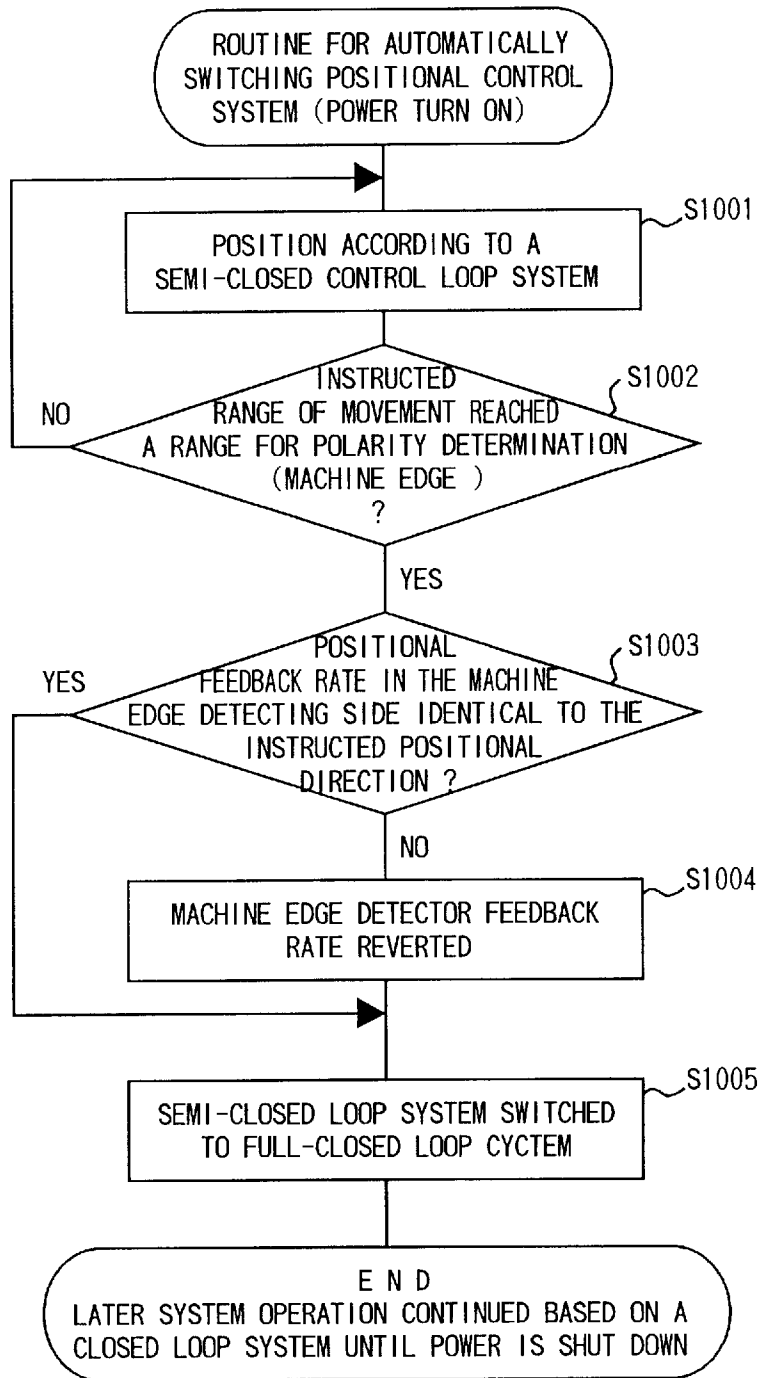 ROUTINE FOR AUTOMATICALLY
SWITCHING POSITIONAL CONTROL
SYSTEM (POWER TURN ON)
S1001
POSITION ACCORDING TO A
SEMI-CLOSED CONTROL LOOP SYSTEM
S1002
INSTRUCTED
RANGE OF MOVEMENT REACHED
A RANGE FOR POLARITY DETERMINATION
(MACHINE EDGE )
?
NO
YES
S1003
POSITIONAL
FEEDBACK RATE IN THE MACHINE
EDGE DETECTING SIDE IDENTICAL TO THE
INSTRUCTED POSITIONAL
DIRECTION ?
YES
NO
S1004
MACHINE EDGE DETECTOR FEEDBACK
RATE REVERTED
S1005
SEMI-CLOSED LOOP SYSTEM SWITCHED
TO FULL-CLOSED LOOP CYCTEM
E N D
LATER SYSTEM OPERATION CONTINUED BASED ON A
CLOSED LOOP SYSTEM UNTIL POWER IS SHUT DOWN